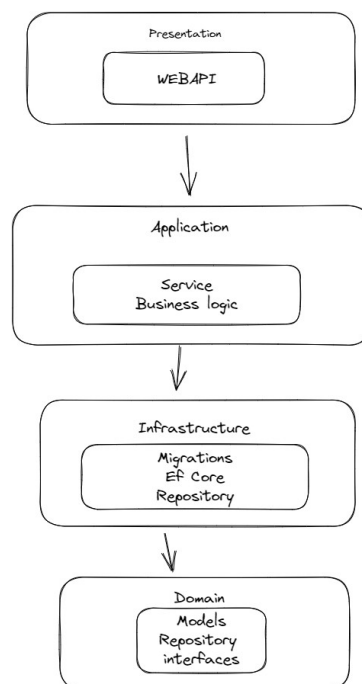 Presentation
WEBAPI
Application
Service
Business logic
Infrastructure
Migrations
Ef Core
Repository
Domain
Models
Repository
interfaces